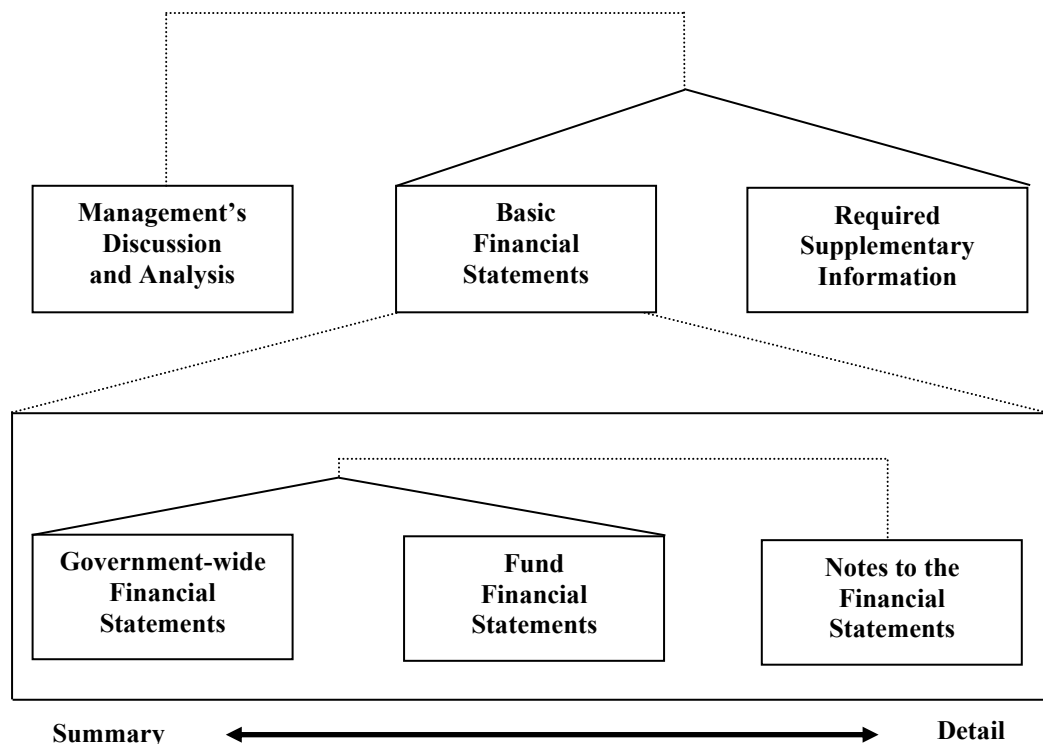 Management’s
Discussion
and Analysis
Basic
Financial
Statements
Required
Supplementary
Information
Government-wide
Financial
Statements
Fund
Financial
Statements
Notes to the
Financial
Statements
Summary
Detail